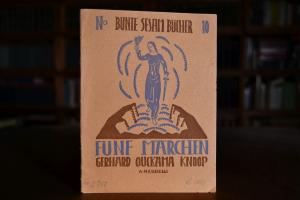 No BUNTE SESAM BÜCHER 10
FÜNF MÄRCHEN
GERHARD OUCKAMA KNOOP